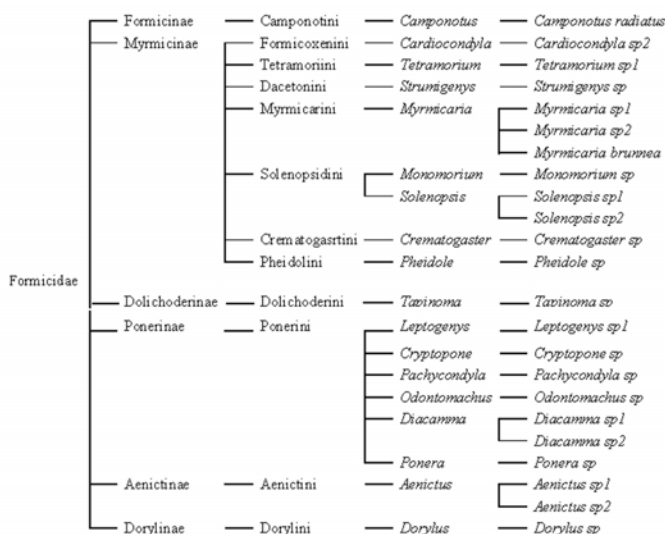 Formicinae Camponotini Camponotus Camponotus radiatus
Myrmicinae Formicoxenini Cardiocondyla Cardiocondyla sp2
Tetramoriini Tetramorium Tetramorium sp1
Dacetonini Strumigenys Strumigenys sp
Myrmicarini Myrmicaria Myrmicaria sp1
Myrmicaria sp2
Myrmicaria brunnea
Solenopsidini Monomorium Monomorium sp
Solenopsis Solenopsis sp1
Solenopsis sp2
Crematogasrtini Crematogaster Crematogaster sp
Pheidolini Pheidole Pheidole sp
Formicidae
Dolichoderinae Dolichoderini Tapinoma Tapinoma sp
Ponerinae Ponerini Leptogenys Leptogenys sp1
Cryptopone Cryptopone sp
Pachycondyla Pachycondyla sp
Odontomachus Odontomachus sp
Diacamma Diacamma sp1
Diacamma sp2
Ponera Ponera sp
Aenictinae Aenictini Aenictus Aenictus sp1
Aenictus sp2
Dorylinae Dorylini Dorylus Dorylus sp